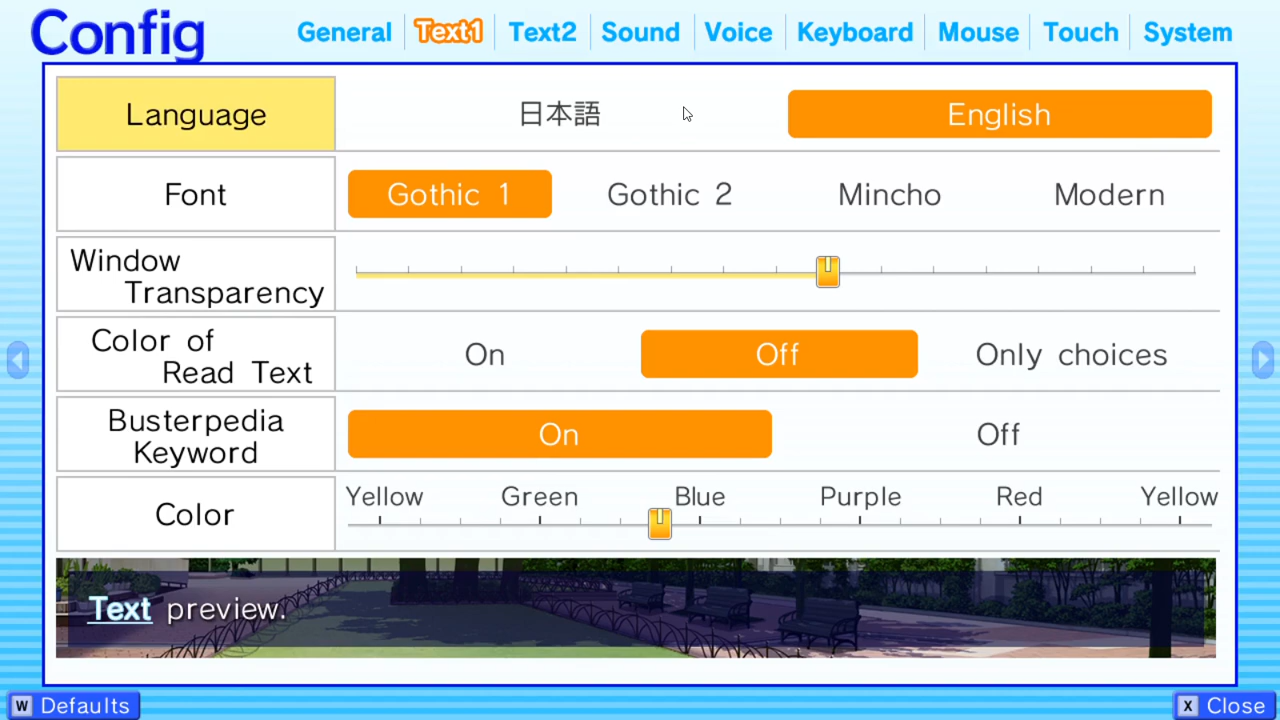 Config
General Text1 Text2 Sound Voice Keyboard Mouse Touch System
Language 日本語 English
Font Gothic 1 Gothic 2 Mincho Modern
Window
Transparency
Color of
Read Text
On Off Only choices
Busterpedia
Keyword
On Off
Color
Yellow Green Blue Purple Red Yellow
Text preview.
W Defaults
X Close